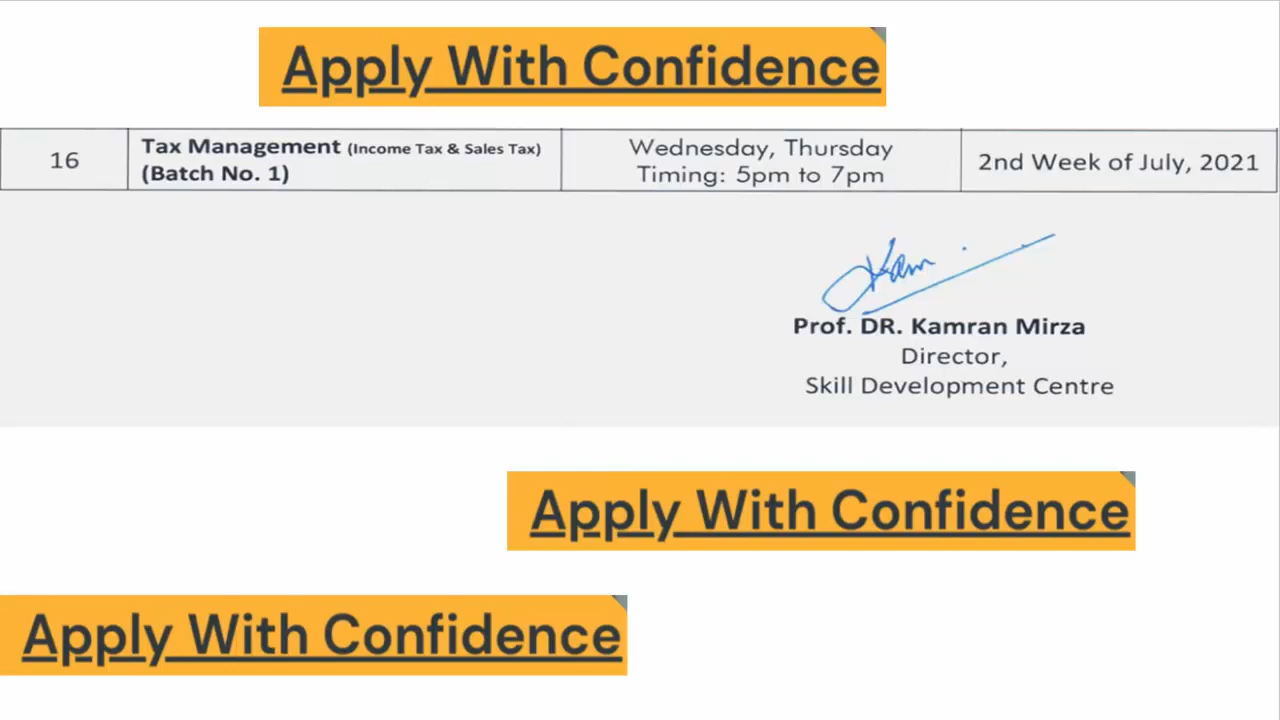 Apply With Confidence
16
Tax Management (Income Tax & Sales Tax)
(Batch No. 1)
Wednesday, Thursday
Timing: 5pm to 7pm
2nd Week of July, 2021
Kam
Prof. DR. Kamran Mirza
Director,
Skill Development Centre
Apply With Confidence
Apply With Confidence